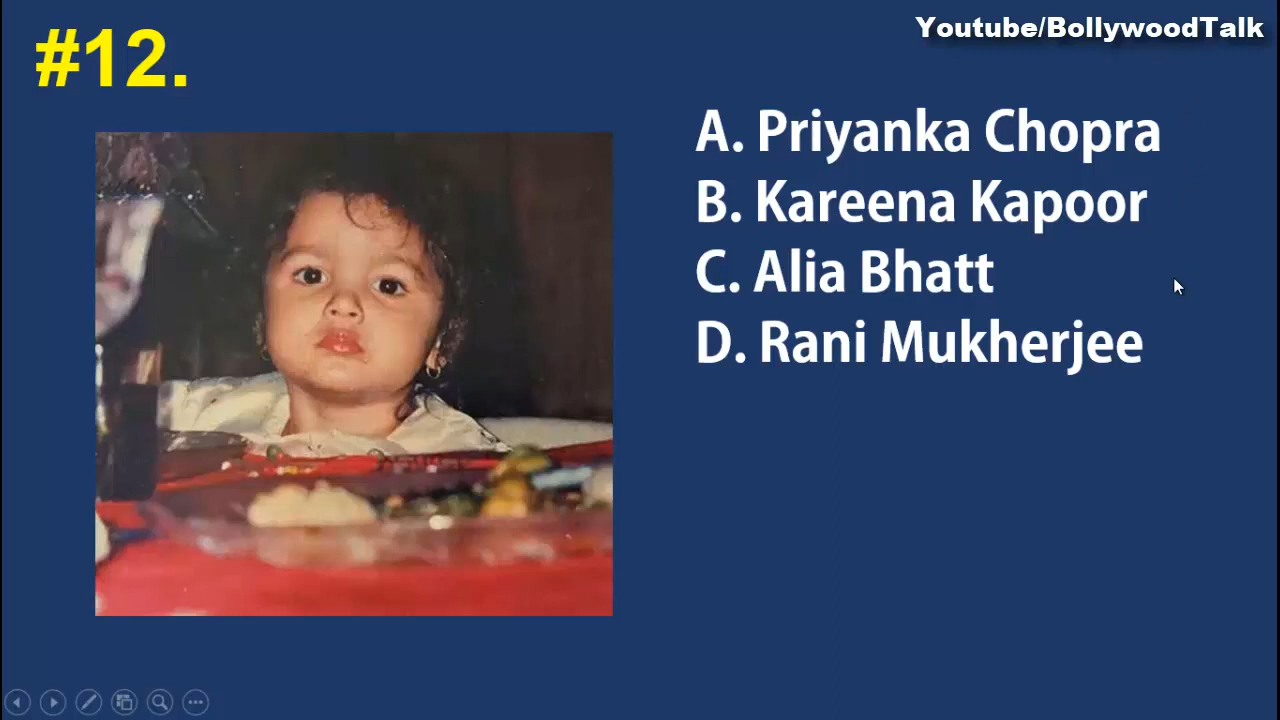 #12.
Youtube/BollywoodTalk
A. Priyanka Chopra
B. Kareena Kapoor
C. Alia Bhatt
D. Rani Mukherjee